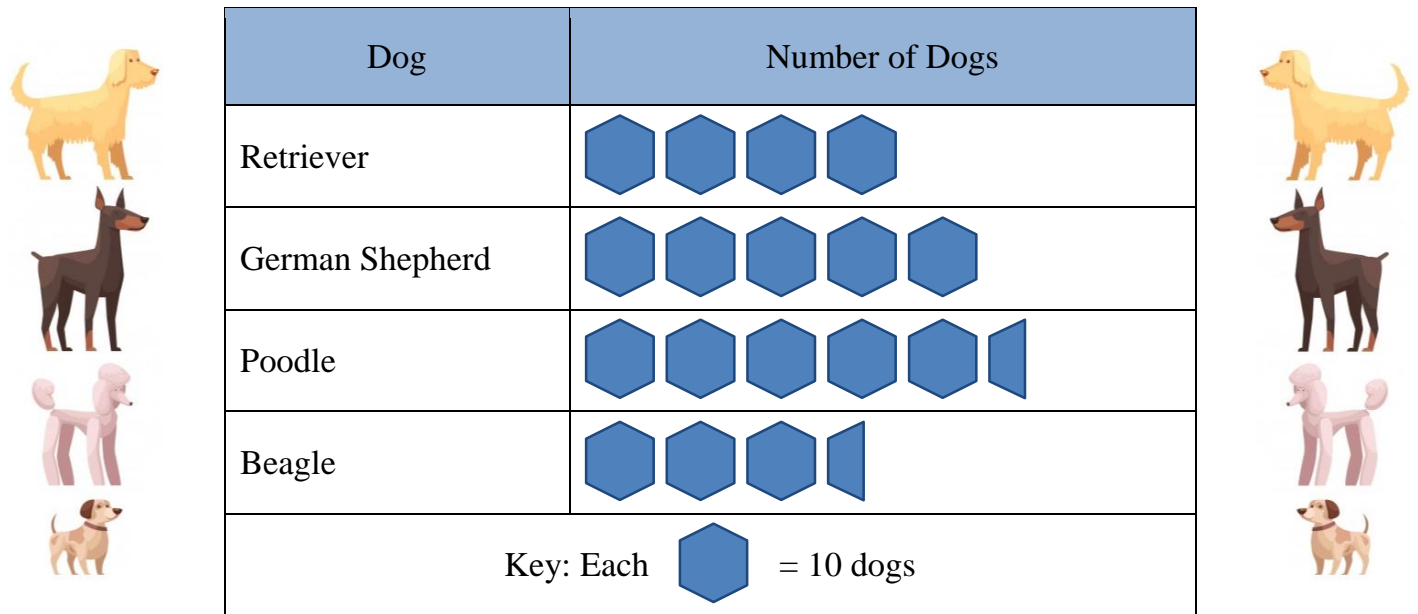 Dog Number of Dogs
Retriever
German Shepherd
Poodle
Beagle
Key: Each = 10 dogs